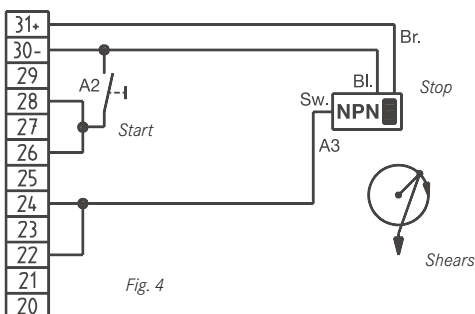 31+
30-
29
28
27
26
25
24
23
22
21
20
A2
Start
Br.
Bl.
Stop
Sw.
NPN
A3
Shears
Fig. 4